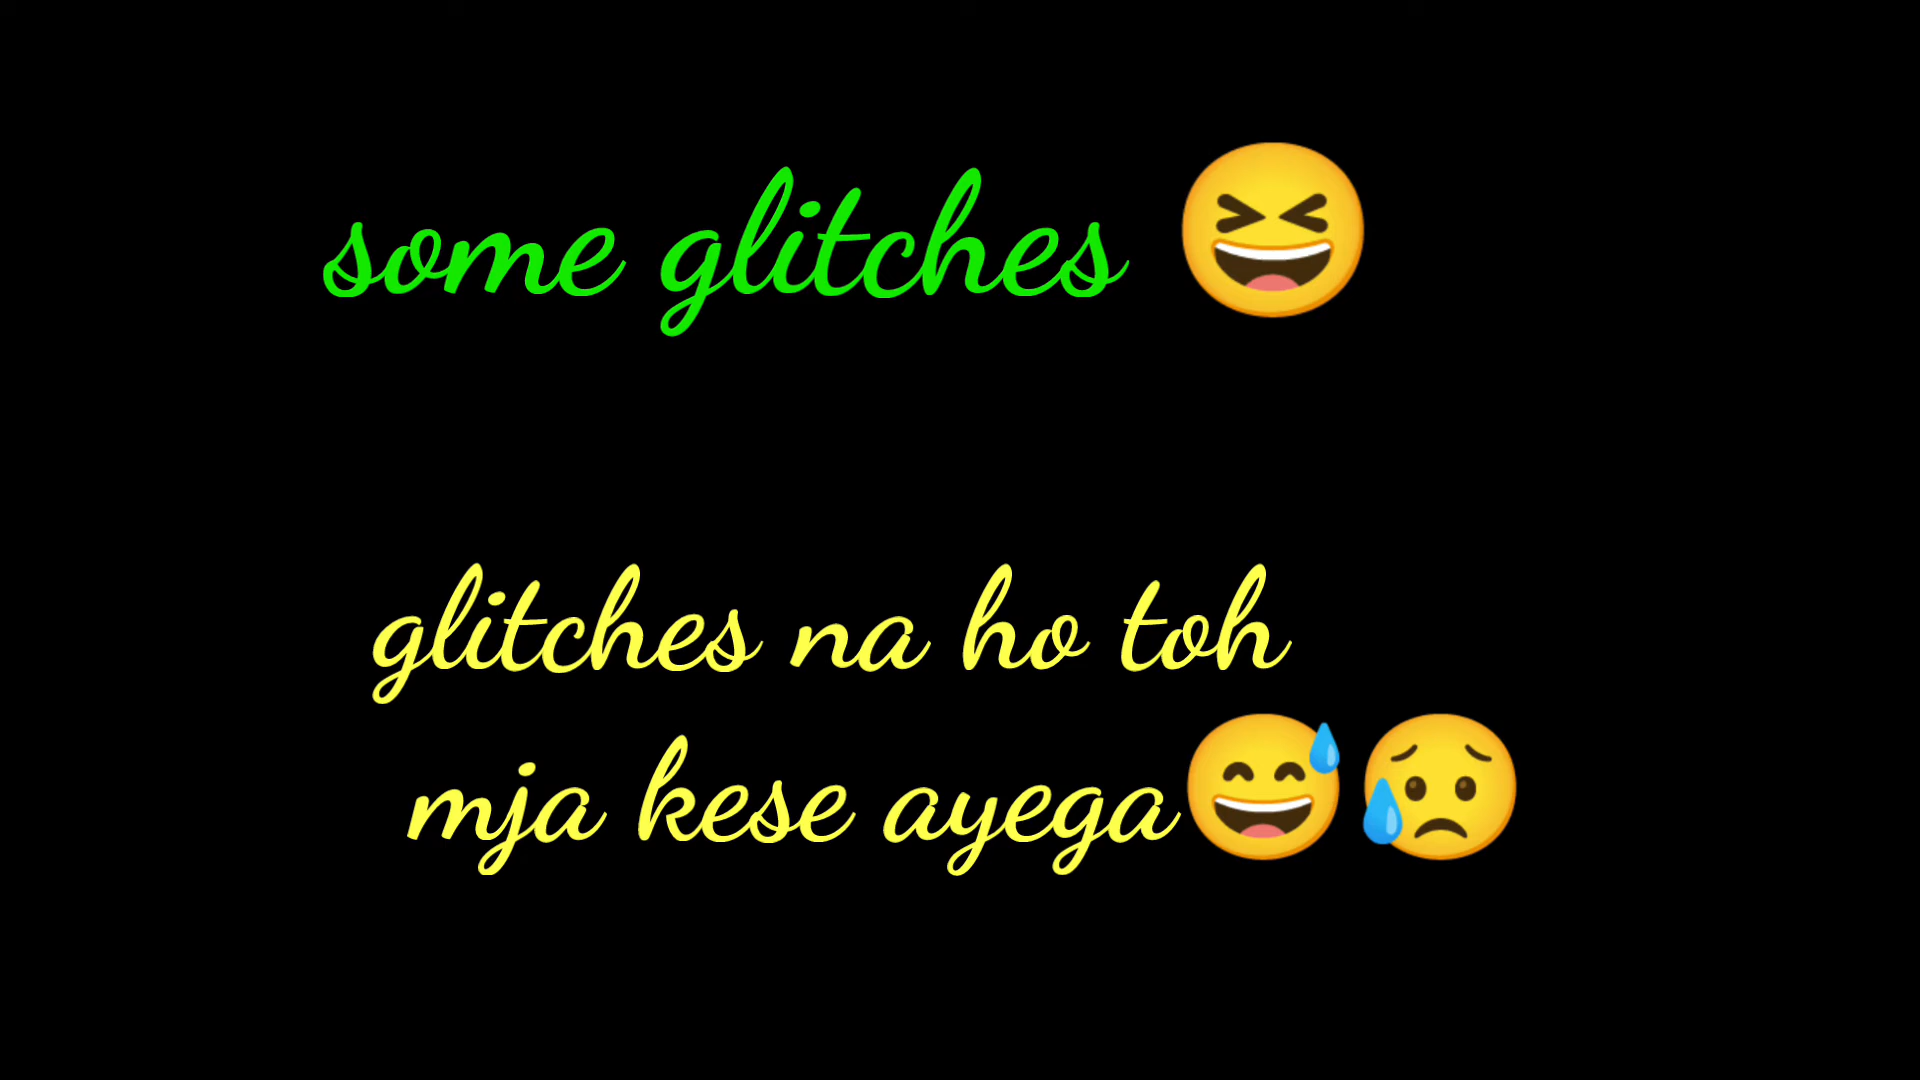 some glitches 😆
glitches na ho toh
mja kese ayega😅😥